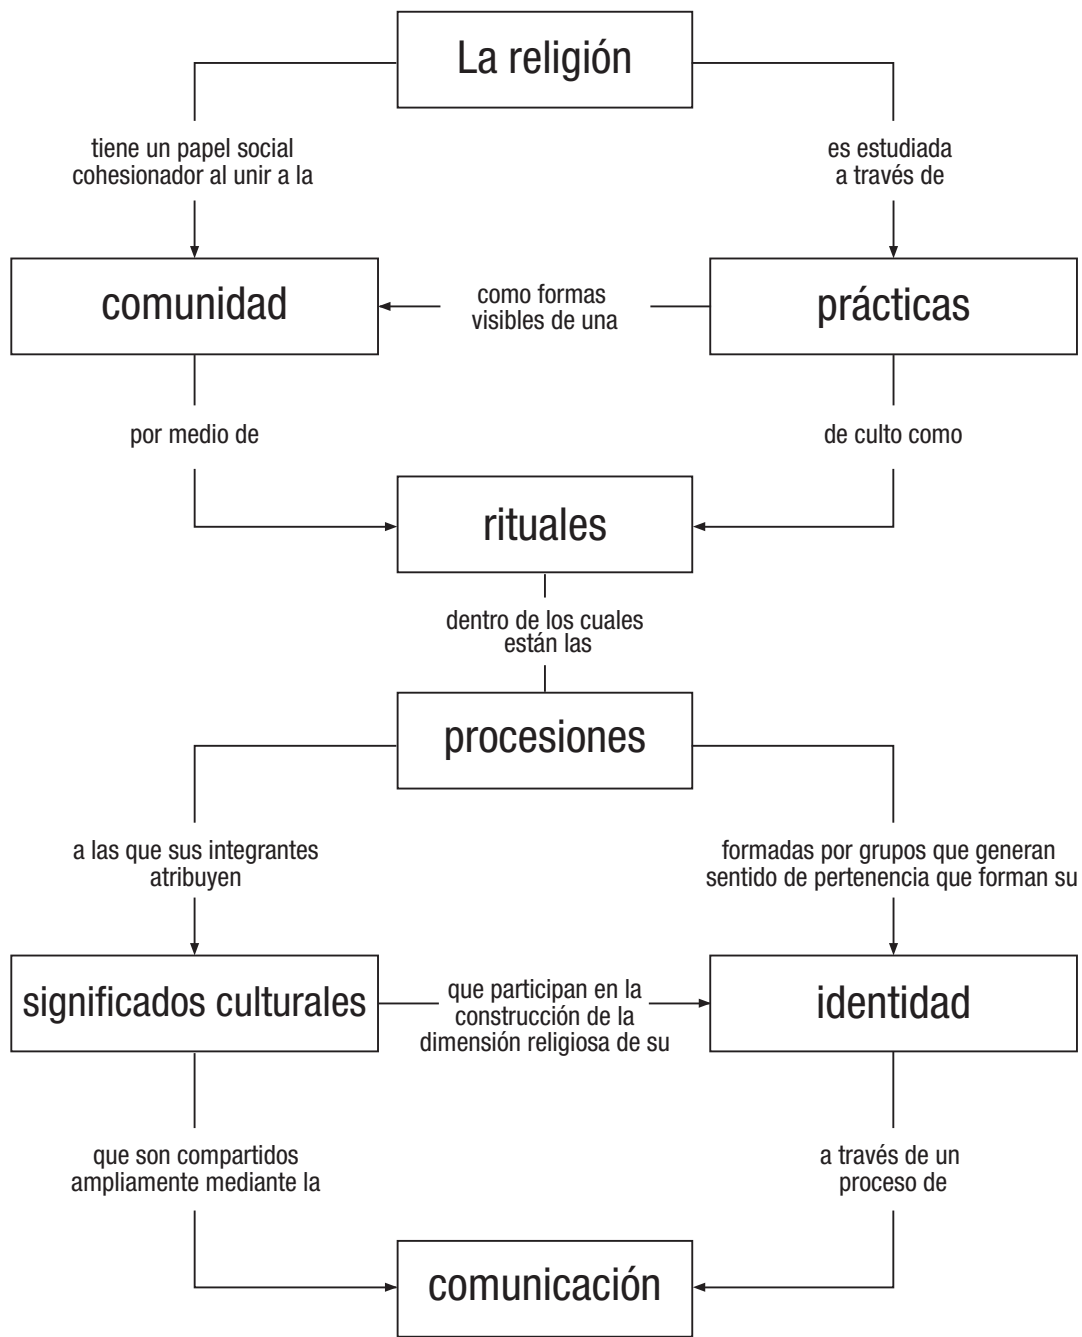 La religión
tiene un papel social
cohesionador al unir a la
es estudiada
a través de
comunidad
como formas
visibles de una
prácticas
por medio de
de culto como
rituales
dentro de los cuales
están las
procesiones
a las que sus integrantes
atribuyen
formadas por grupos que generan
sentido de pertenencia que forman su
significados culturales
que participan en la
construcción de la
dimensión religiosa de su
identidad
que son compartidos
ampliamente mediante la
a través de un
proceso de
comunicación